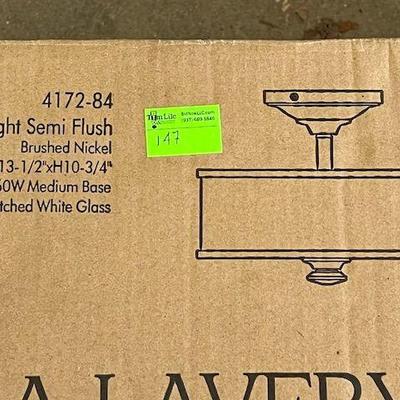 4172-84
ght Semi Flush
Brushed Nickel
13-1/2"xH10-3/4"
60W Medium Base
tched White Glass
147
A LAVERY